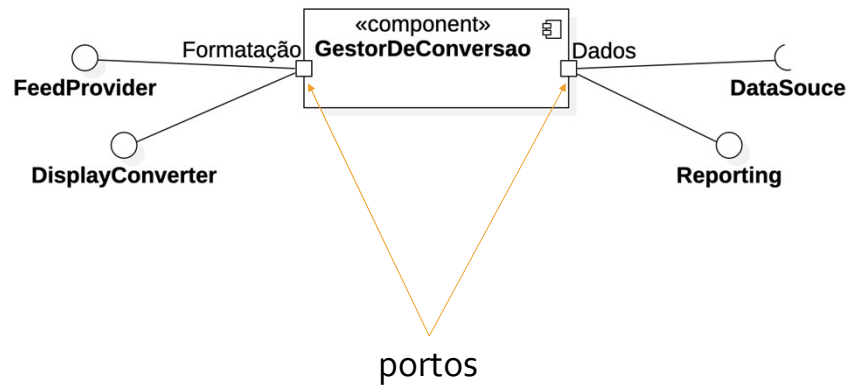 «component»
GestorDeConversao
Formatação
Dados
FeedProvider
DataSouce
DisplayConverter
Reporting
portos